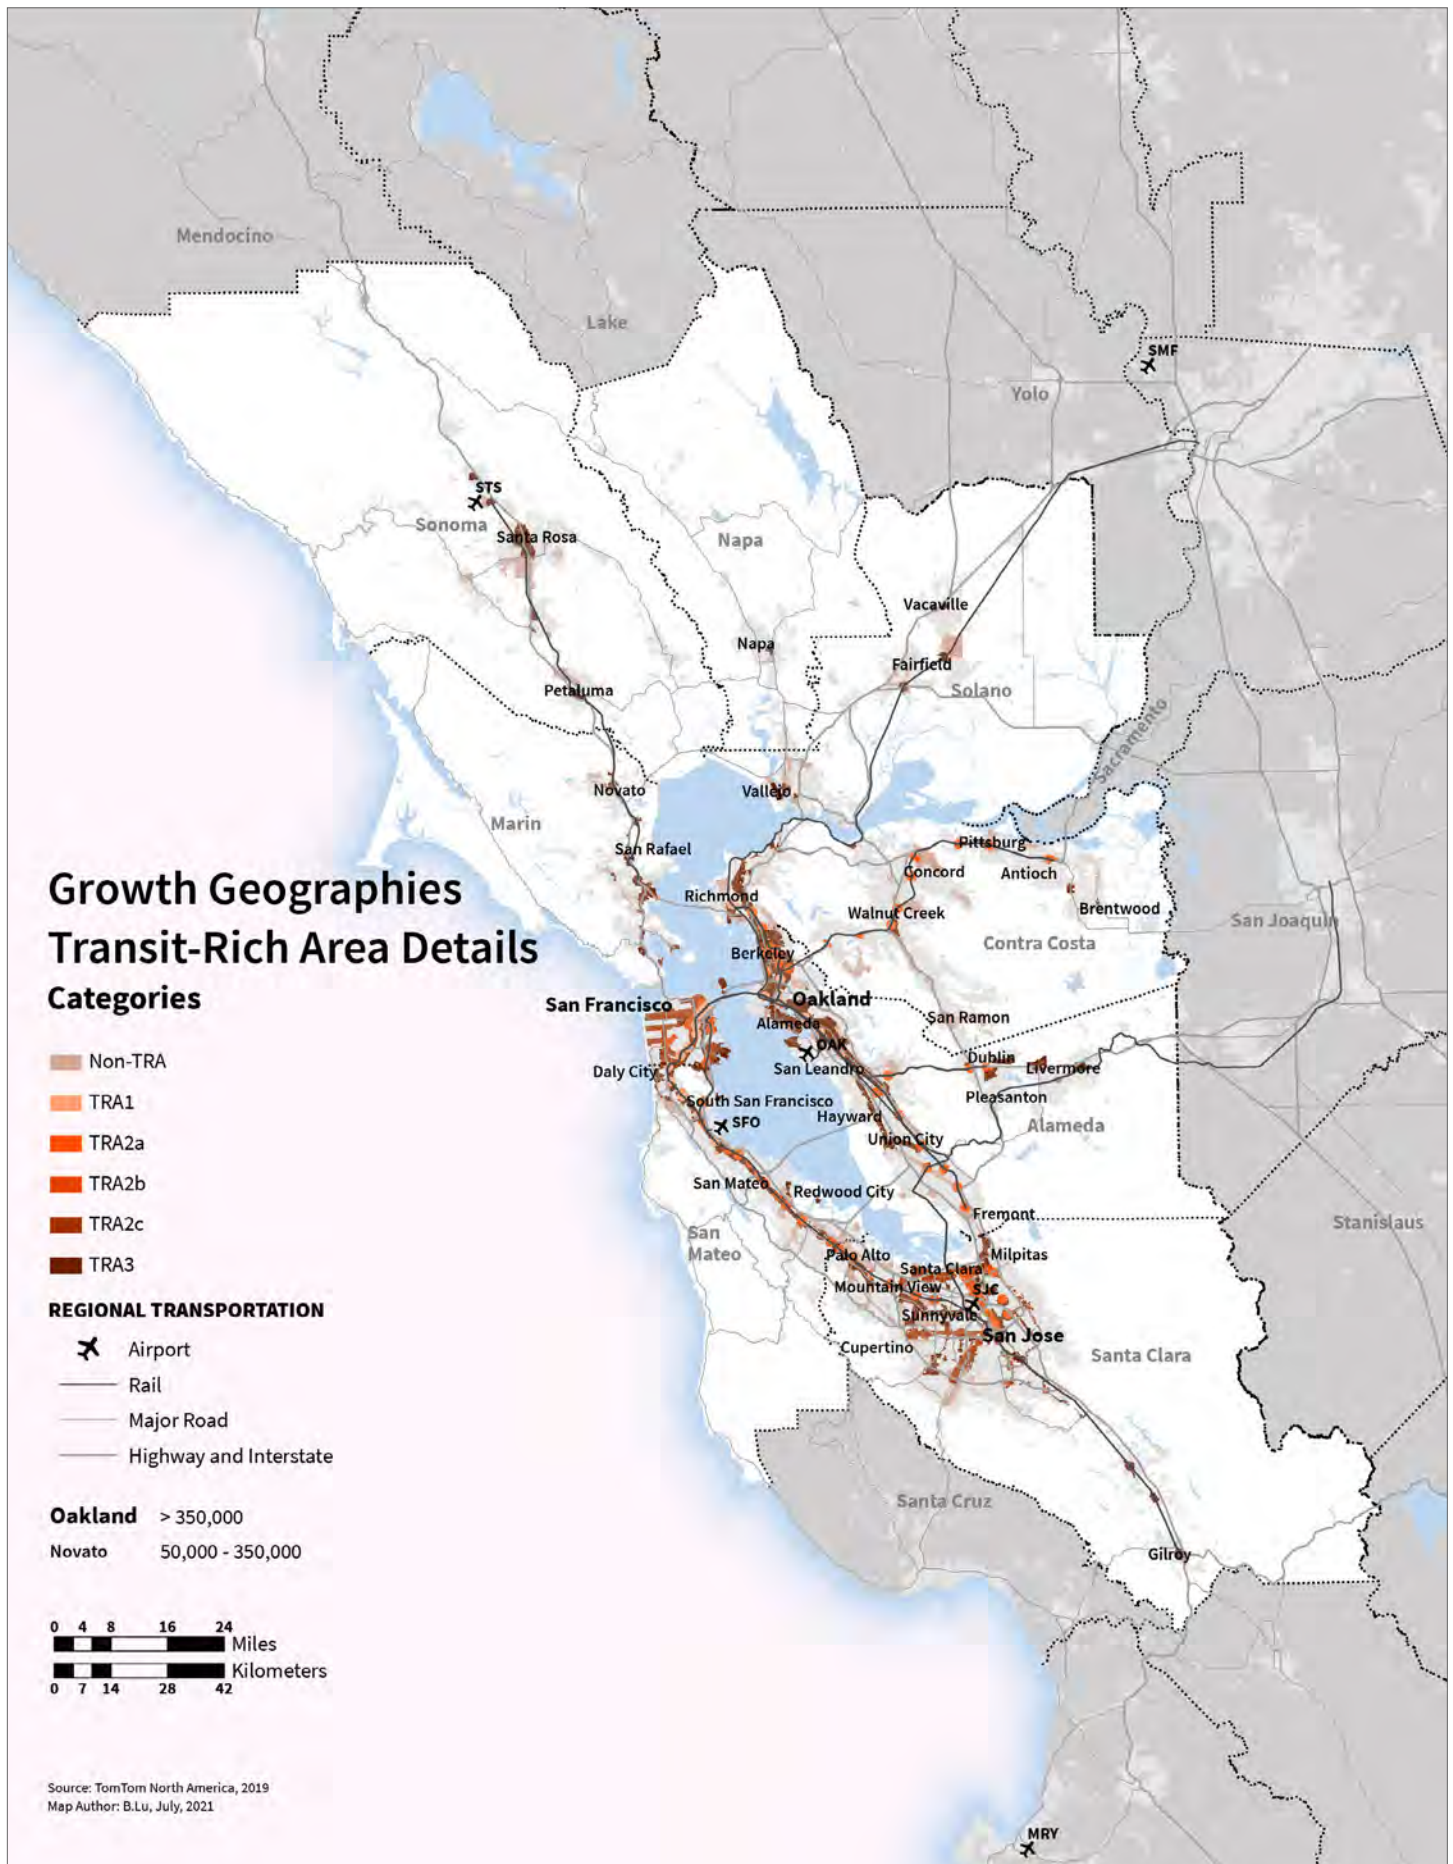 Mendocino
Lake
SMF
Yolo
STS
Sonoma
Santa Rosa
Napa
Vacaville
Napa
Fairfield
Solano
Petaluma
Sacramento
Novato
Vallejo
Marin
San Rafael
Pittsburg
Concord
Antioch
Richmond
Walnut Creek
Brentwood
San Joaquin
Contra Costa
Berkeley
San Francisco
Oakland
Alameda
San Ramon
OAK
Daly City
San Leandro
Dublin
Livermore
Pleasanton
South San Francisco
SFO
Hayward
Alameda
Union City
San Mateo
Redwood City
Fremont
Stanislaus
San
Mateo
Palo Alto
Milpitas
Santa Clara
Mountain View
SJC
Sunnyvale
San Jose
Cupertino
Santa Clara
Santa Cruz
Gilroy
MRY
Growth Geographies
Transit-Rich Area Details
Categories
Non-TRA
TRA1
TRA2a
TRA2b
TRA2c
TRA3
REGIONAL TRANSPORTATION
Airport
Rail
Major Road
Highway and Interstate
Oakland > 350,000
Novato 50,000 - 350,000
0 4 8 16 24
Miles
Kilometers
0 7 14 28 42
Source: TomTom North America, 2019
Map Author: B.Lu, July, 2021